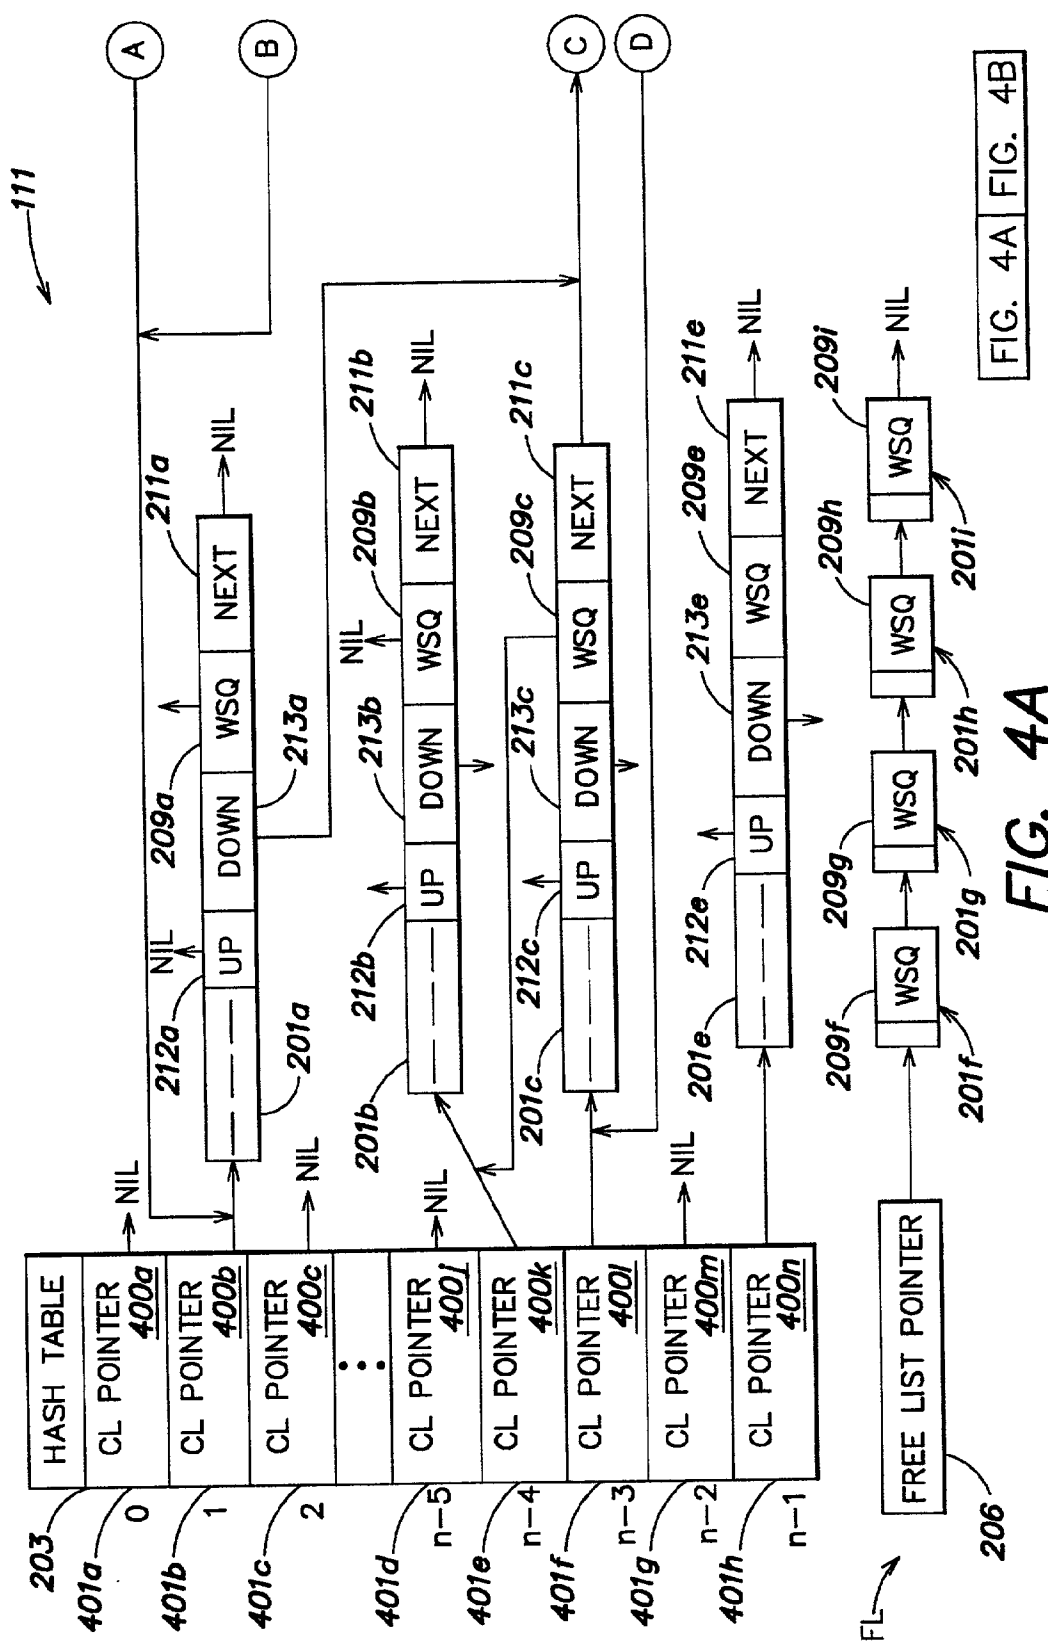 111
A
B
C
D
203
HASH TABLE
401a
0
CL POINTER
400a
NIL
401b
1
CL POINTER
400b
401c
2
CL POINTER
400c
NIL
401d
n-5
CL POINTER
400j
NIL
401e
n-4
CL POINTER
400k
401f
n-3
CL POINTER
400l
401g
n-2
CL POINTER
400m
NIL
401h
n-1
CL POINTER
400n
212a
NIL
209a
211a
UP
DOWN
WSQ
NEXT
NIL
201a
213a
201b
212b
213b
NIL
209b
211b
UP
DOWN
WSQ
NEXT
NIL
201c
212c
213c
209c
211c
UP
DOWN
WSQ
NEXT
201e
212e
213e
209e
211e
UP
DOWN
WSQ
NEXT
NIL
FL
FREE LIST POINTER
206
209f
WSQ
201f
209g
WSQ
201g
209h
WSQ
201h
209i
WSQ
201i
NIL
FIG. 4A
FIG. 4A FIG. 4B